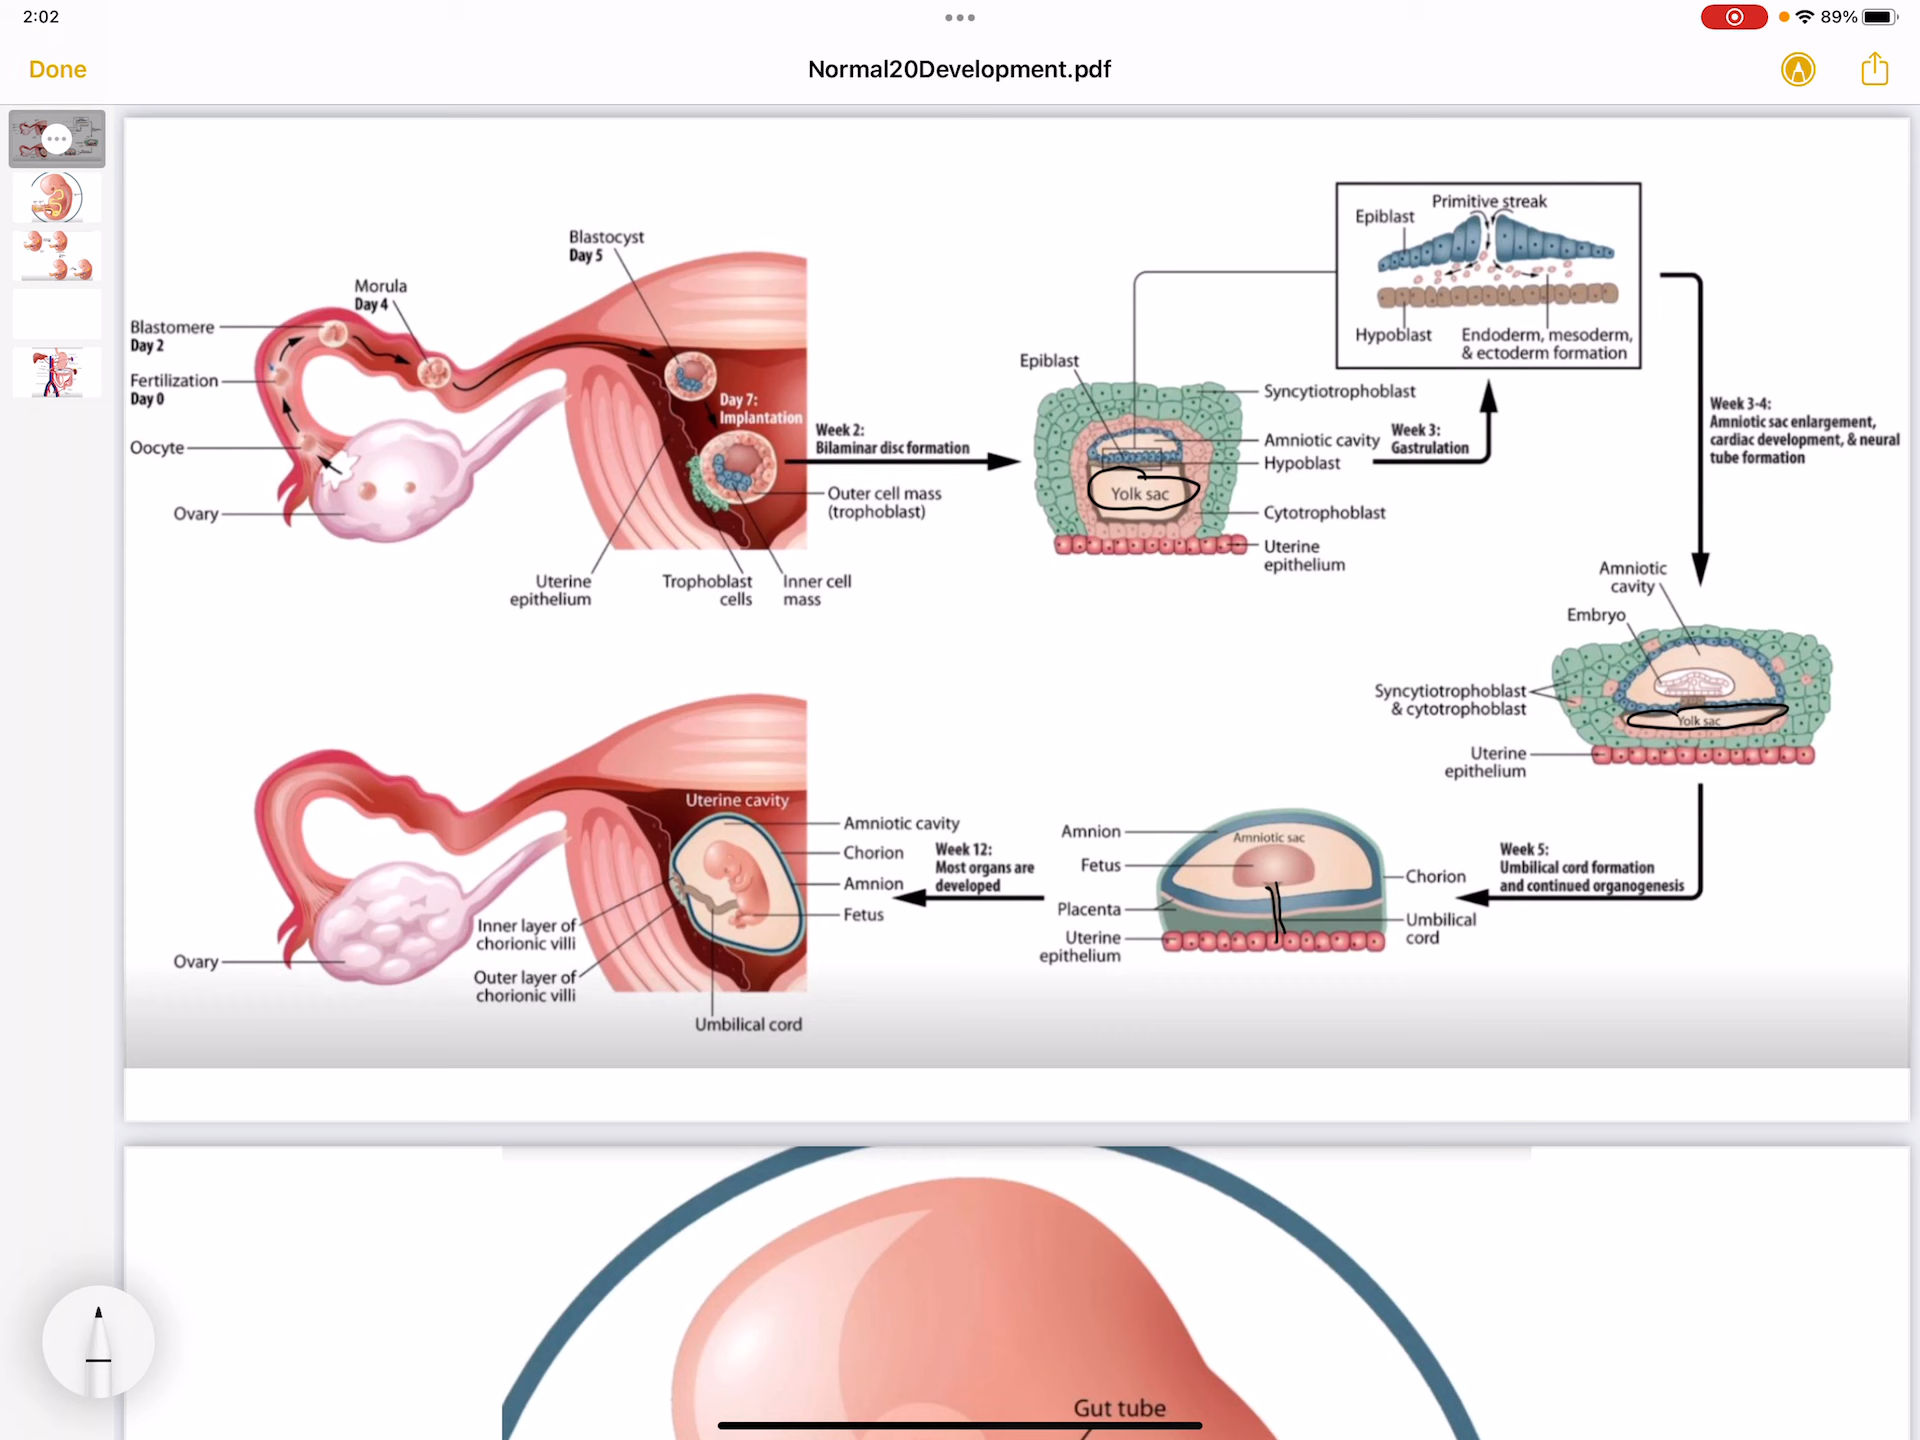 2:02
89%
Done
Normal20Development.pdf
Blastocyst
Day 5
Morula
Day 4
Blastomere
Day 2
Fertilization
Day 0
Oocyte
Ovary
Day 7:
Implantation
Outer cell mass
(trophoblast)
Uterine
epithelium
Trophoblast
cells
Inner cell
mass
Week 2:
Bilaminar disc formation
Epiblast
Syncytiotrophoblast
Amniotic cavity
Hypoblast
Yolk sac
Cytotrophoblast
Uterine
epithelium
Week 3:
Gastrulation
Primitive streak
Epiblast
Hypoblast
Endoderm, mesoderm,
& ectoderm formation
Week 3-4:
Amniotic sac enlargement,
cardiac development, & neural
tube formation
Amniotic
cavity
Embryo
Syncytiotrophoblast
& cytotrophoblast
Yolk sac
Uterine
epithelium
Week 5:
Umbilical cord formation
and continued organogenesis
Amnion
Amniotic sac
Fetus
Chorion
Placenta
Umbilical
cord
Uterine
epithelium
Week 12:
Most organs are
developed
Uterine cavity
Amniotic cavity
Chorion
Amnion
Fetus
Inner layer of
chorionic villi
Outer layer of
chorionic villi
Ovary
Umbilical cord
Gut tube